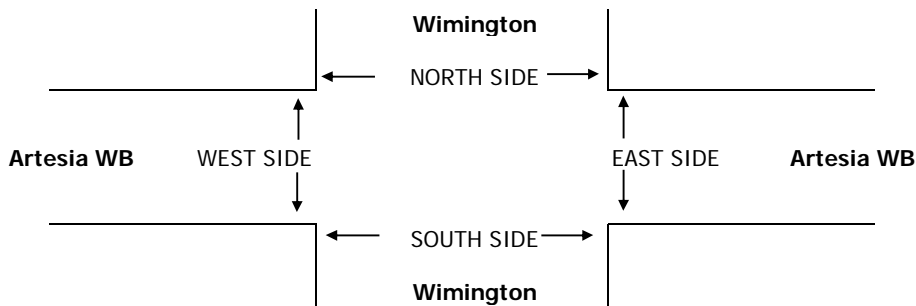 Wimington
NORTH SIDE
Artesia WB WEST SIDE EAST SIDE Artesia WB
SOUTH SIDE
Wimington